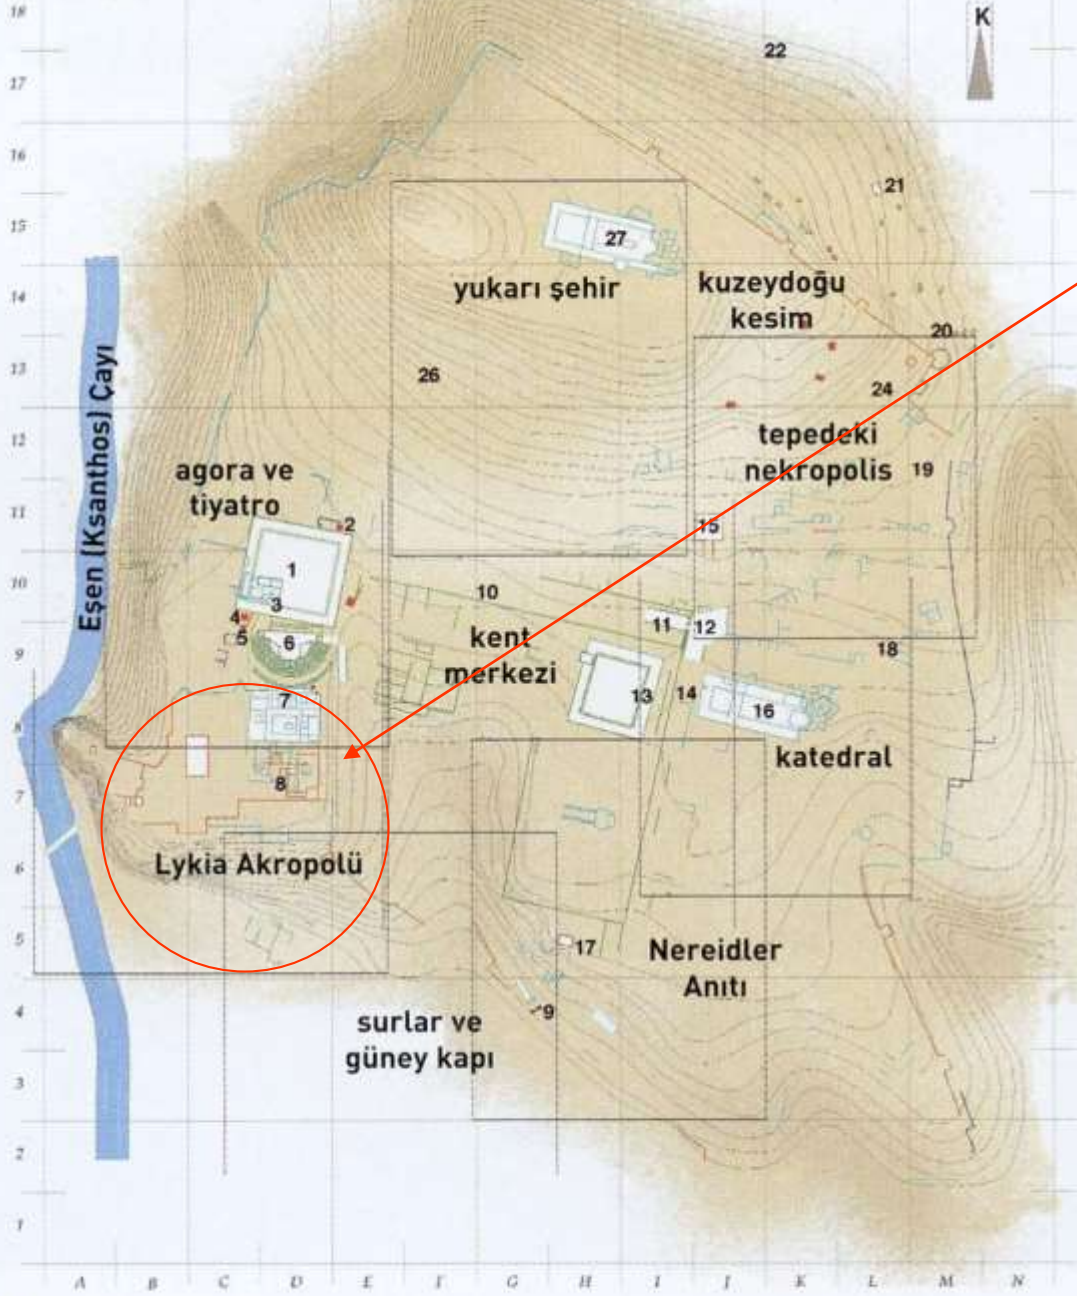 18
K
22
17
16
21
15
27
yukarı şehir
kuzeydoğu
kesim
14
20
13
26
24
Eşen (Ksanthos) Çayı
12
tepedeki
nekropolis
19
agora ve
tiyatro
11
2
15
1
10
10
3
4
5
6
11
12
kent
merkezi
9
18
13
14
16
7
8
katedral
8
7
Lykia Akropolü
6
5
17
Nereidler
Anıtı
4
9
surlar ve
güney kapı
3
2
1
A B C D E F G H I J K L M N